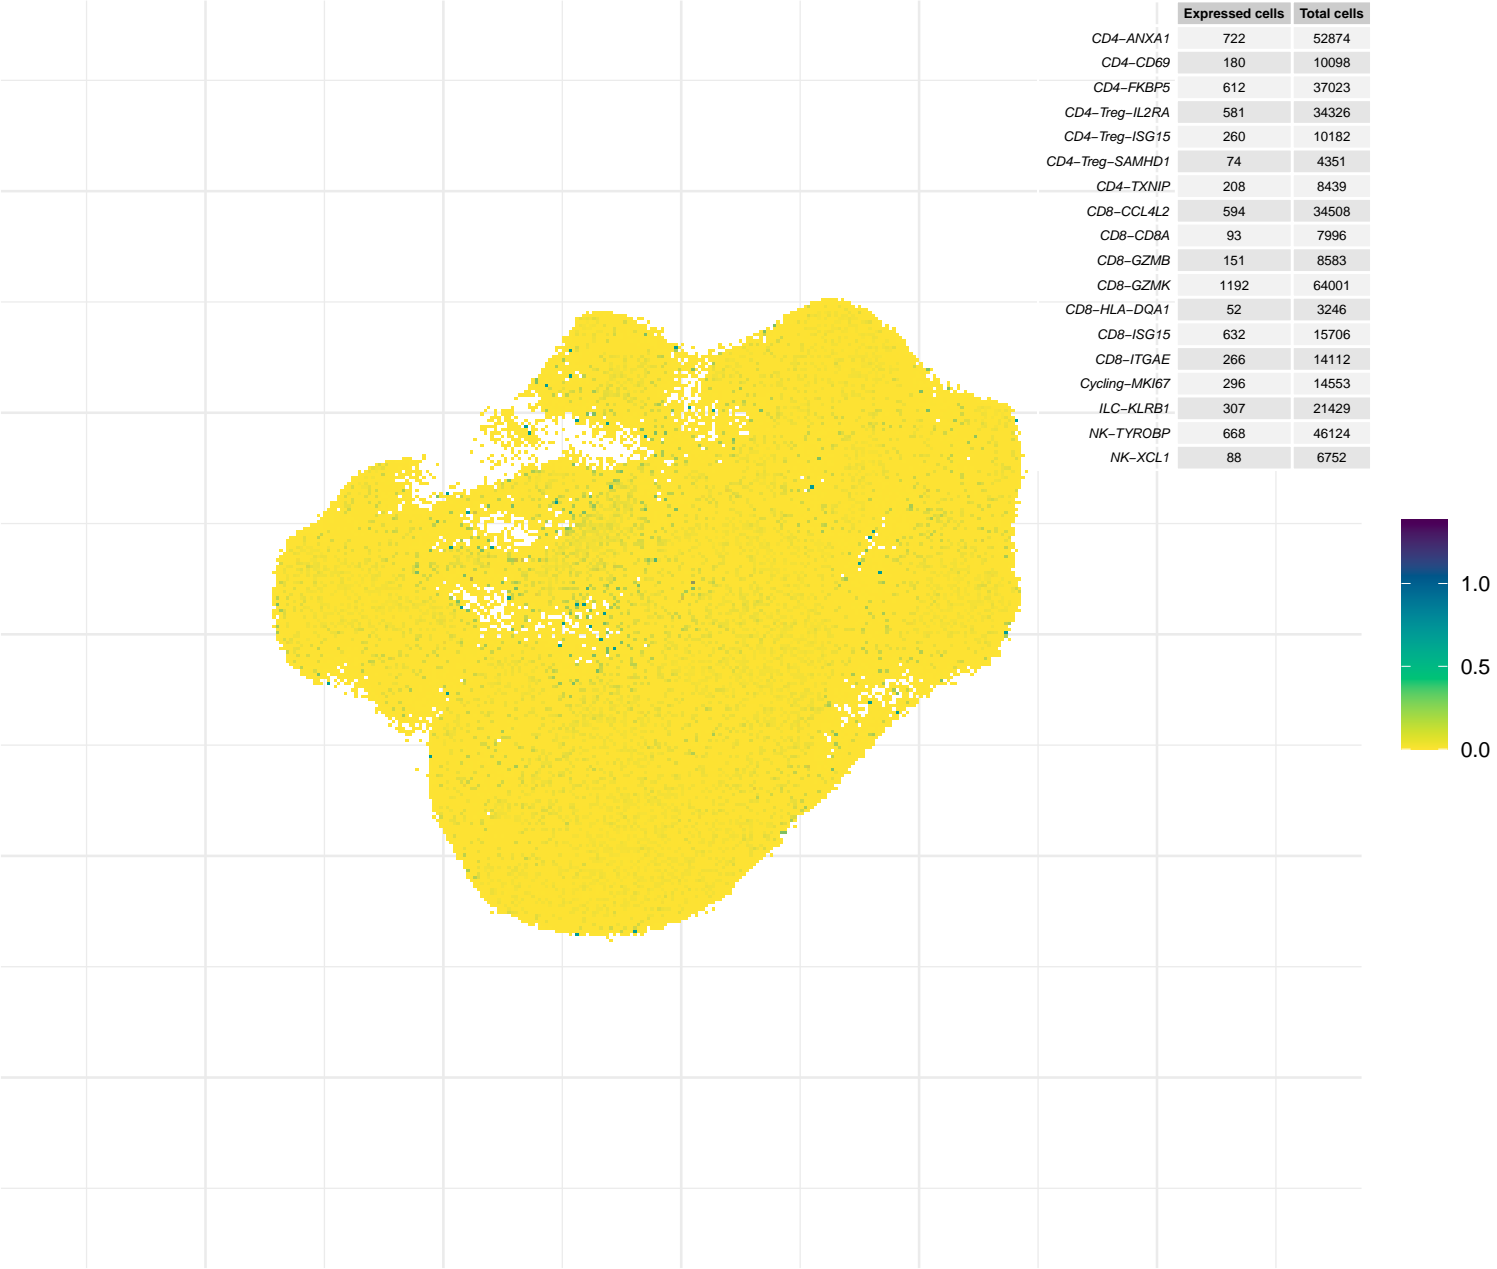 Expressed cells Total cells
CD4−ANXA1 722 52874
CD4−CD69 180 10098
CD4−FKBP5 612 37023
CD4−Treg−IL2RA 581 34326
CD4−Treg−ISG15 260 10182
CD4−Treg−SAMHD1 74 4351
CD4−TXNIP 208 8439
CD8−CCL4L2 594 34508
CD8−CD8A 93 7996
CD8−GZMB 151 8583
CD8−GZMK 1192 64001
CD8−HLA−DQA1 52 3246
CD8−ISG15 632 15706
CD8−ITGAE 266 14112
Cycling−MKI67 296 14553
ILC−KLRB1 307 21429
NK−TYROBP 668 46124
NK−XCL1 88 6752
1.0
0.5
0.0